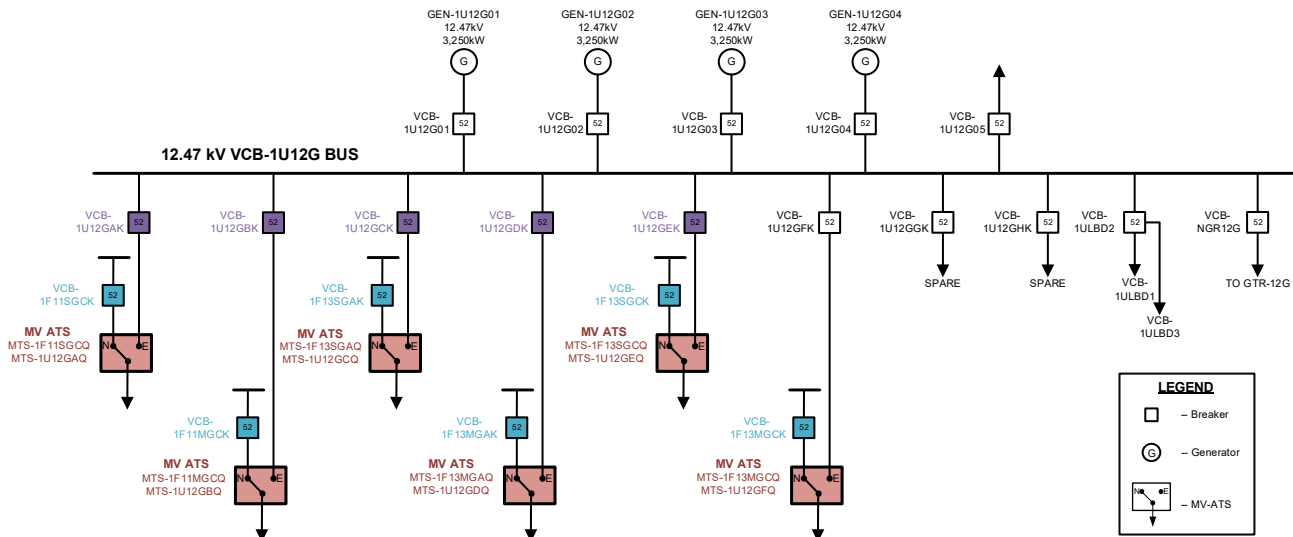 GEN-1U12G01
12.47kV
3,250kW
G
GEN-1U12G02
12.47kV
3,250kW
G
GEN-1U12G03
12.47kV
3,250kW
G
GEN-1U12G04
12.47kV
3,250kW
G
VCB-
1U12G01
52
VCB-
1U12G02
52
VCB-
1U12G03
52
VCB-
1U12G04
52
VCB-
1U12G05
52
12.47 kV VCB-1U12G BUS
VCB-
1U12GAK
52
VCB-
1U12GBK
52
VCB-
1U12GCK
52
VCB-
1U12GDK
52
VCB-
1U12GEK
52
VCB-
1U12GFK
52
VCB-
1U12GGK
52
SPARE
VCB-
1U12GHK
52
SPARE
VCB-
1ULBD2
52
VCB-
1ULBD1
VCB-
1ULBD3
VCB-
NGR12G
52
TO GTR-12G
VCB-
1F11SGCK
52
MV ATS
MTS-1F11SGCQ
MTS-1U12GAQ
N
E
VCB-
1F13SGAK
52
MV ATS
MTS-1F13SGAQ
MTS-1U12GCQ
N
E
VCB-
1F13SGCK
52
MV ATS
MTS-1F13SGCQ
MTS-1U12GEQ
N
E
VCB-
1F11MGCK
52
MV ATS
MTS-1F11MGCQ
MTS-1U12GBQ
N
E
VCB-
1F13MGAK
52
MV ATS
MTS-1F13MGAQ
MTS-1U12GDQ
N
E
VCB-
1F13MGCK
52
MV ATS
MTS-1F13MGCQ
MTS-1U12GFQ
N
E
LEGEND
– Breaker
G – Generator
N E – MV-ATS